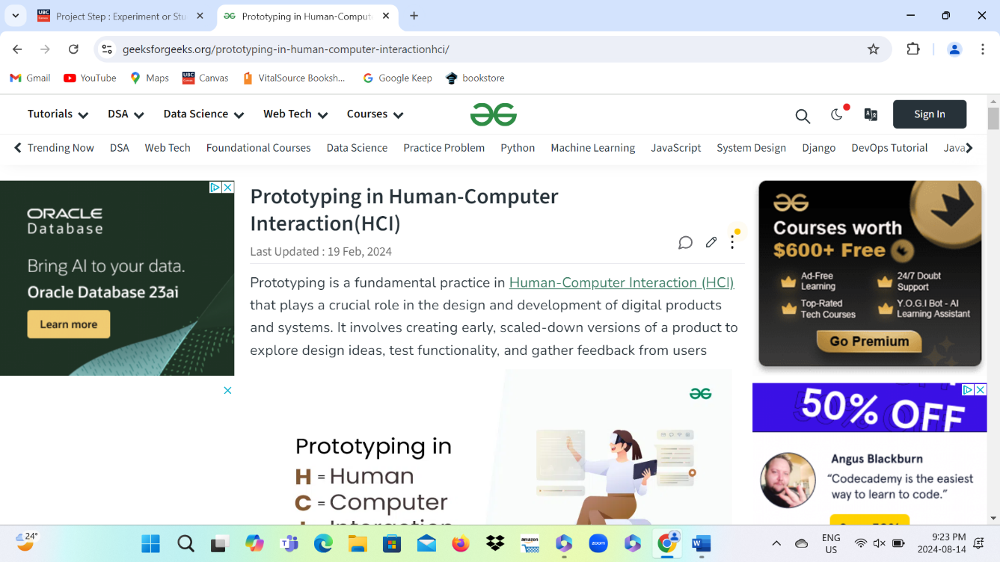 Project Step : Experiment or Stu
Prototyping in Human-Compute
geeksforgeeks.org/prototyping-in-human-computer-interactionhci/
Gmail
YouTube
Maps
UBC
Canvas
VitalSource Booksh...
Google Keep
bookstore
Tutorials
DSA
Data Science
Web Tech
Courses
Sign In
Trending Now
DSA
Web Tech
Foundational Courses
Data Science
Practice Problem
Python
Machine Learning
JavaScript
System Design
Django
DevOps Tutorial
Java
ORACLE
Database
Bring AI to your data.
Oracle Database 23ai
Learn more
Prototyping in Human-Computer
Interaction(HCI)
Last Updated : 19 Feb, 2024
Prototyping is a fundamental practice in Human-Computer Interaction (HCI)
that plays a crucial role in the design and development of digital products
and systems. It involves creating early, scaled-down versions of a product to
explore design ideas, test functionality, and gather feedback from users
Prototyping in
H = Human
C = Computer
I - Interaction
Courses worth
$600+ Free
Ad-Free
Learning
24/7 Doubt
Support
Top-Rated
Tech Courses
Y.O.G.I Bot - AI
Learning Assistant
Go Premium
50% OFF
Angus Blackburn
“Codecademy is the easiest
way to learn to code.”
24°
amazon
zoom
ENG
US
9:23 PM
2024-08-14